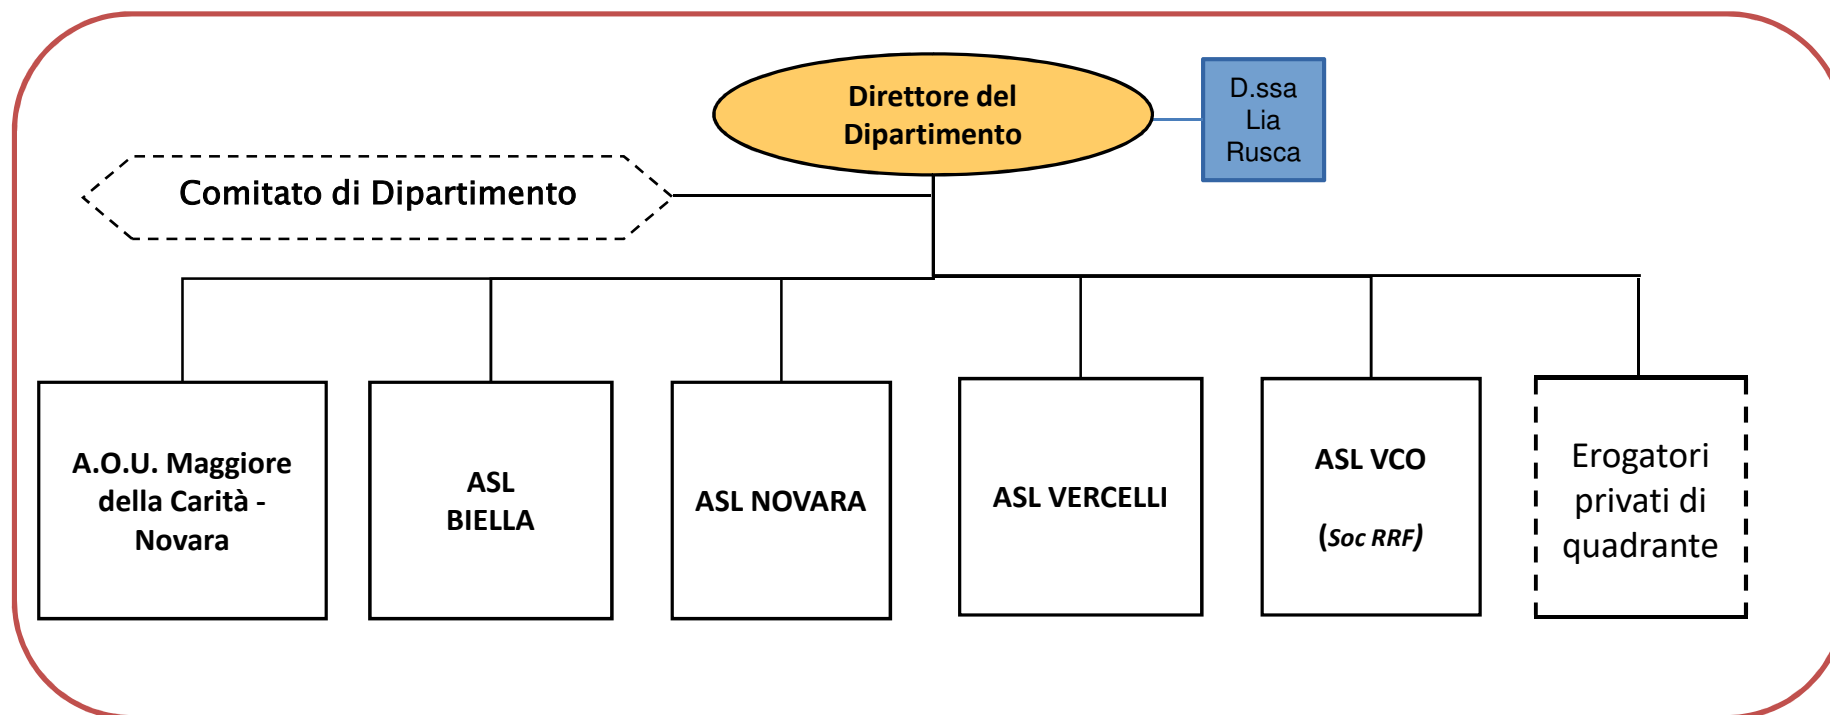 Direttore del
Dipartimento
D.ssa
Lia
Rusca
Comitato di Dipartimento
A.O.U. Maggiore
della Carità -
Novara
ASL
BIELLA
ASL NOVARA
ASL VERCELLI
ASL VCO
(Soc RRF)
Erogatori
privati di
quadrante